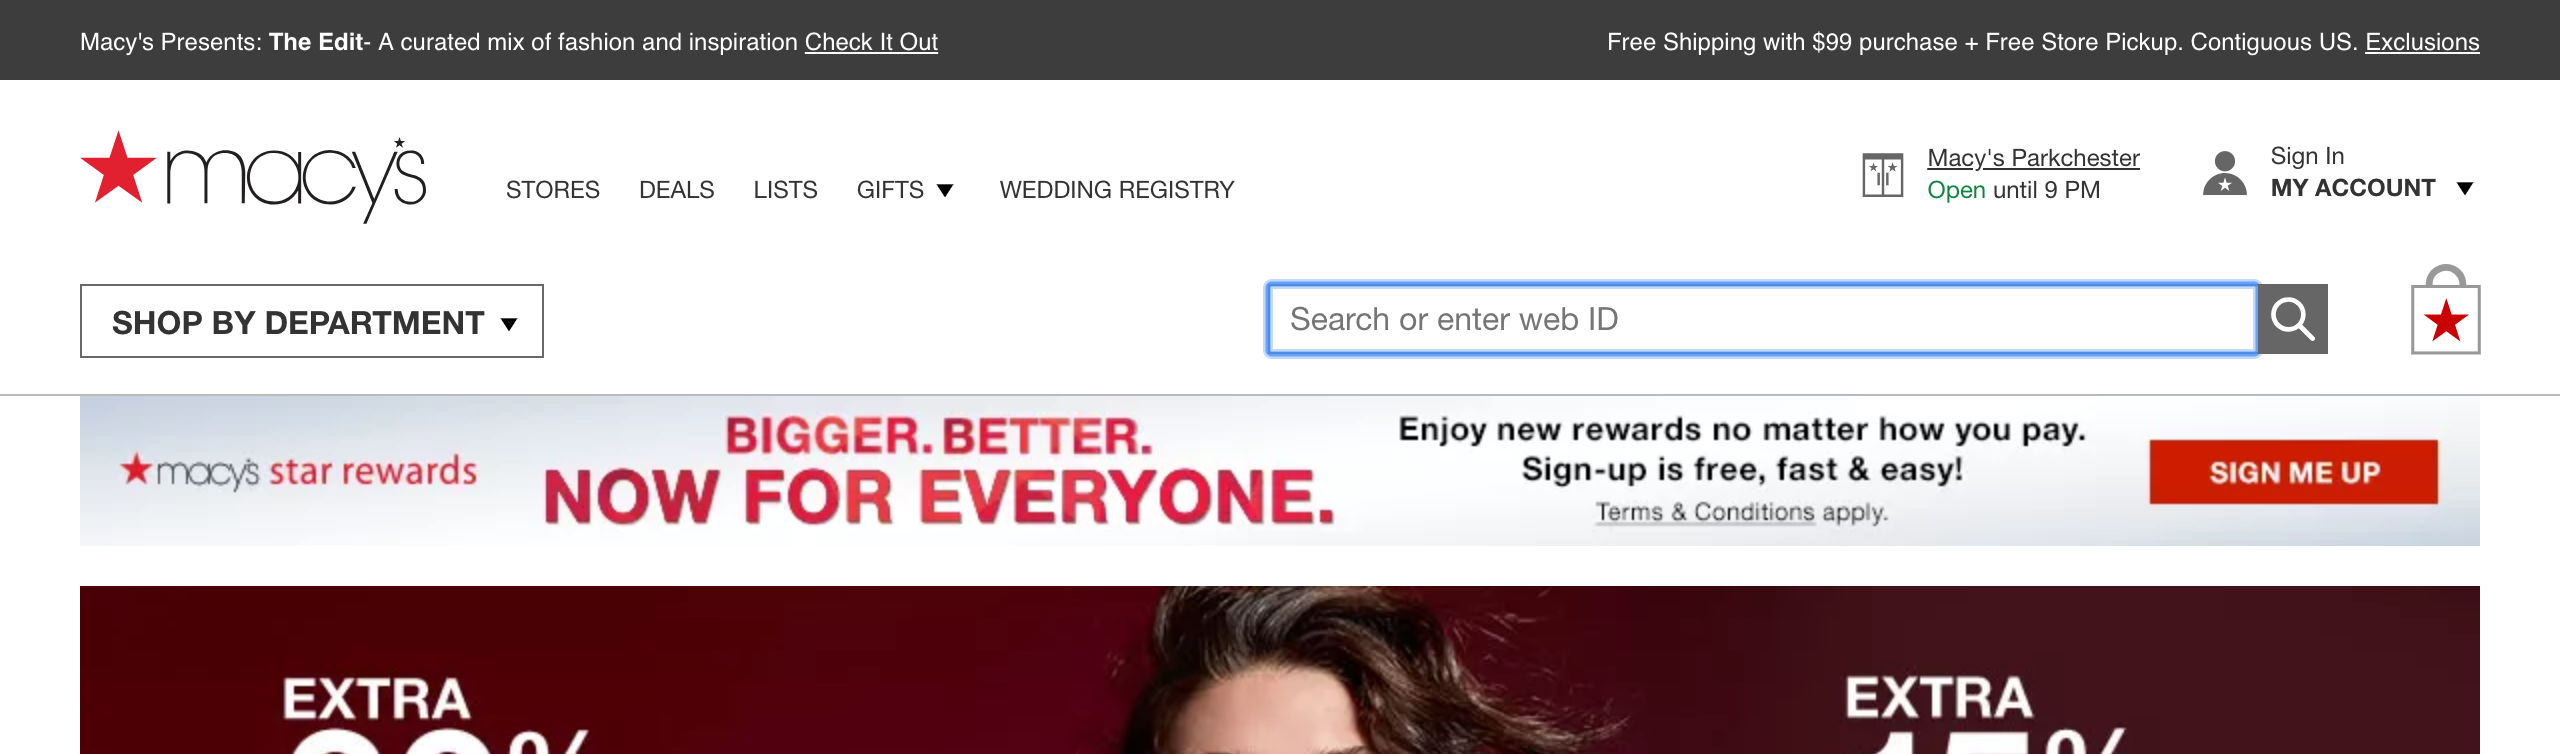 Macy's Presents: The Edit- A curated mix of fashion and inspiration Check It Out
Free Shipping with $99 purchase + Free Store Pickup. Contiguous US. Exclusions
macy's
STORES DEALS LISTS GIFTS WEDDING REGISTRY
Macy's Parkchester
Open until 9 PM
Sign In
MY ACCOUNT
SHOP BY DEPARTMENT
Search or enter web ID
macy's star rewards
BIGGER. BETTER.
NOW FOR EVERYONE.
Enjoy new rewards no matter how you pay.
Sign-up is free, fast & easy!
Terms & Conditions apply.
SIGN ME UP
EXTRA
EXTRA